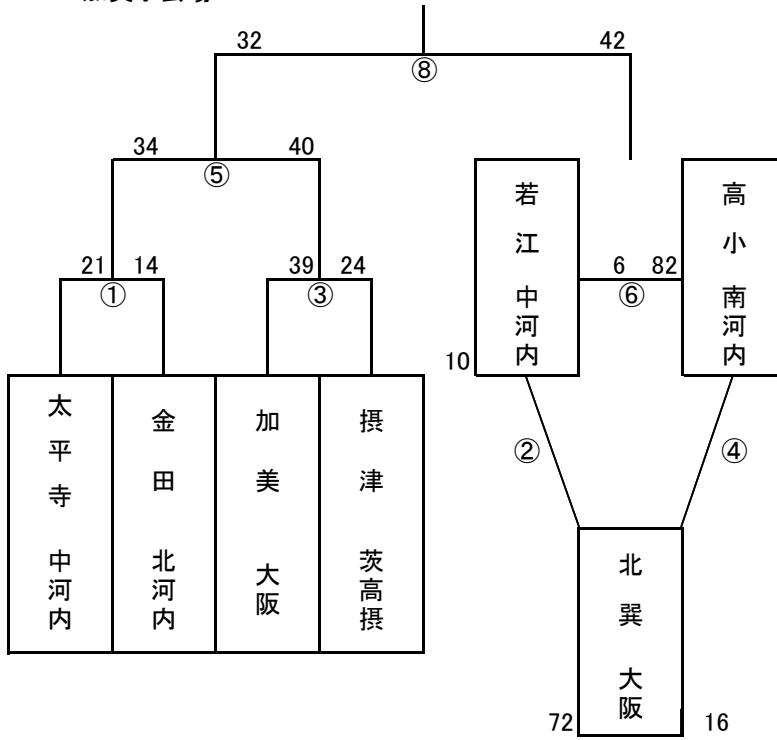 32 42
⑧
34 40
⑤
21 14
①
39 24
③
6 82
⑥
若江 中河内
高小 南河内
10
②
④
太平寺 中河内
金田 北河内
加美 大阪
摂津 茨高摂
北巽 大阪
72 16